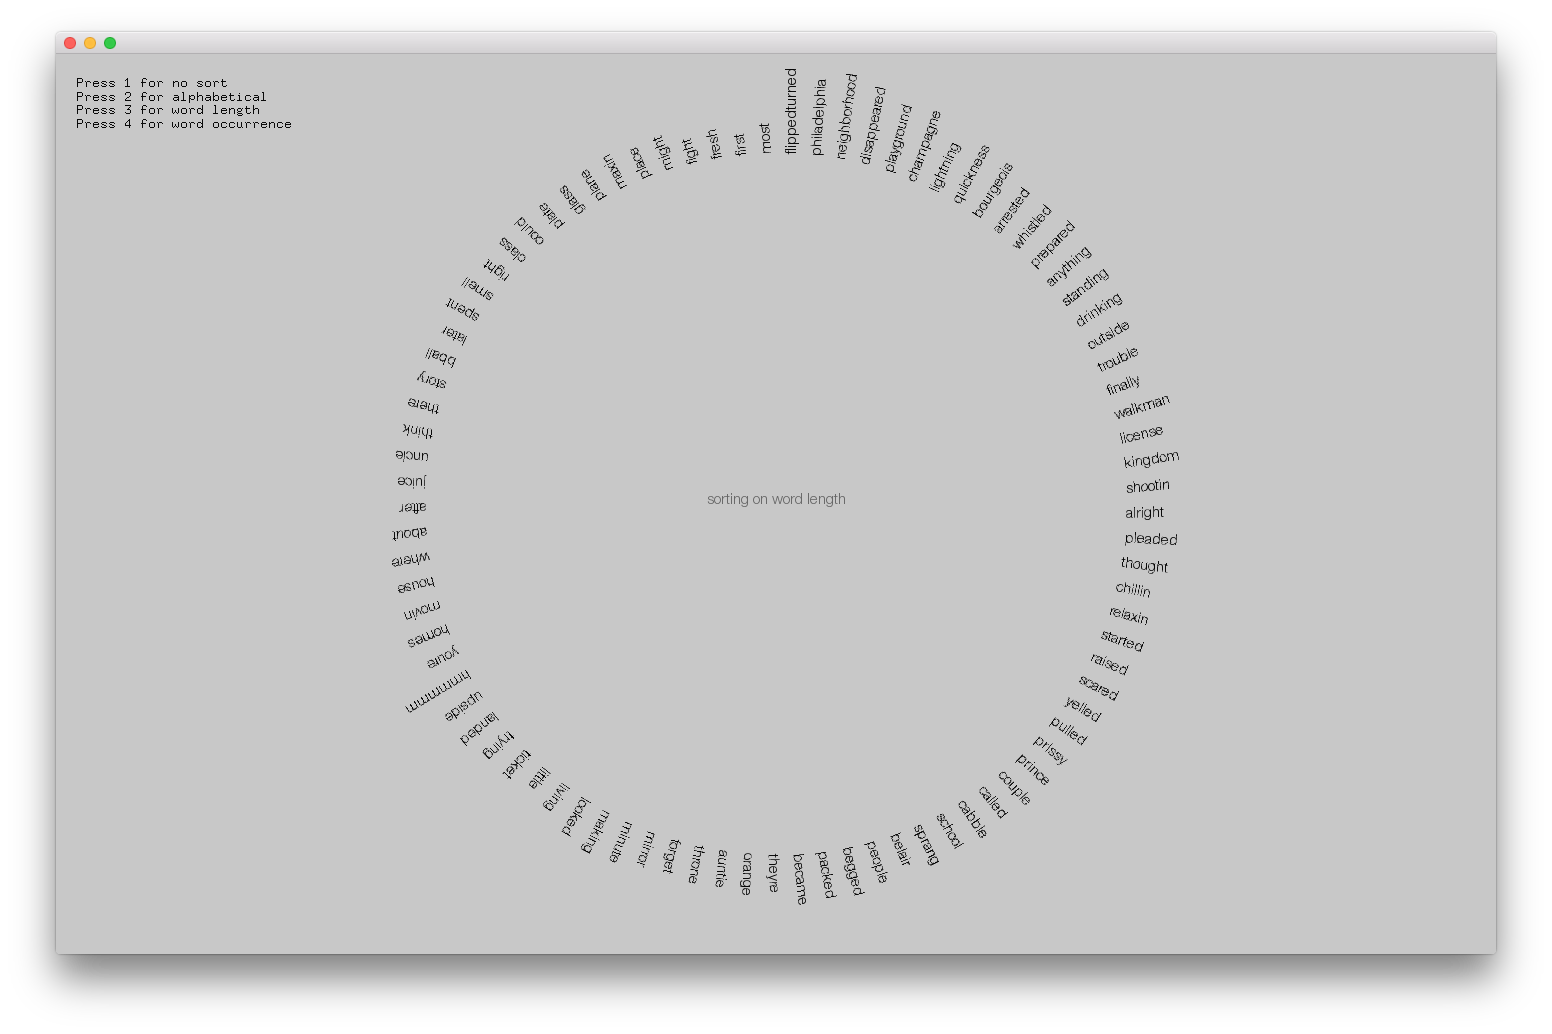 Press 1 for no sort
Press 2 for alphabetical
Press 3 for word length
Press 4 for word occurrence
flippedturned
philadelphia
neighborhood
disappeared
playground
champagne
lightning
quickness
bourgeois
arrested
whistled
prepared
anything
standing
drinking
outside
trouble
finally
walkman
license
kingdom
shootin
alright
pleaded
thought
chillin
relaxin
started
raised
scared
yelled
pulled
prissy
prince
couple
called
cabbie
school
sprang
belair
people
begged
packed
became
theyre
orange
auntie
throne
forget
mirror
minute
making
looked
living
little
ticket
trying
landed
upside
hmmmmm
youre
homes
movin
house
where
about
after
juice
uncle
think
there
story
bball
later
spent
smell
right
class
could
plate
glass
plane
maxin
place
might
fight
fresh
first
most
sorting on word length